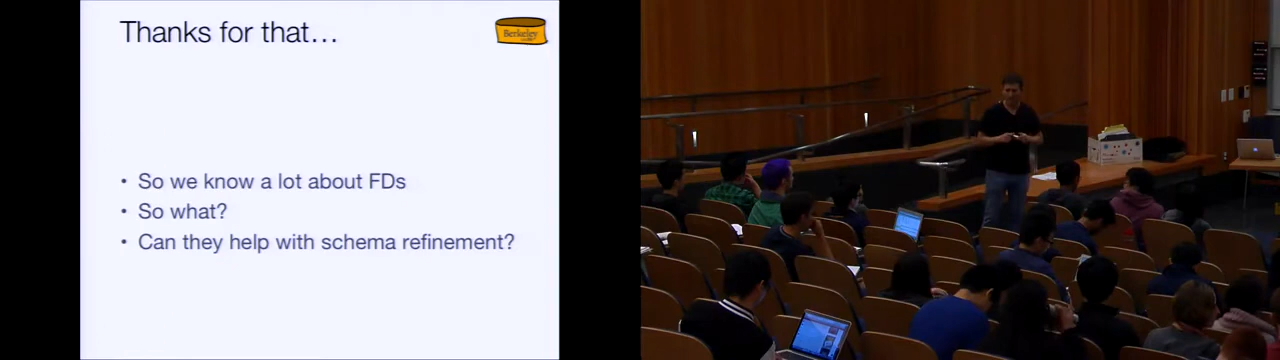 Thanks for that…
Berkeley
• So we know a lot about FDs
• So what?
• Can they help with schema refinement?